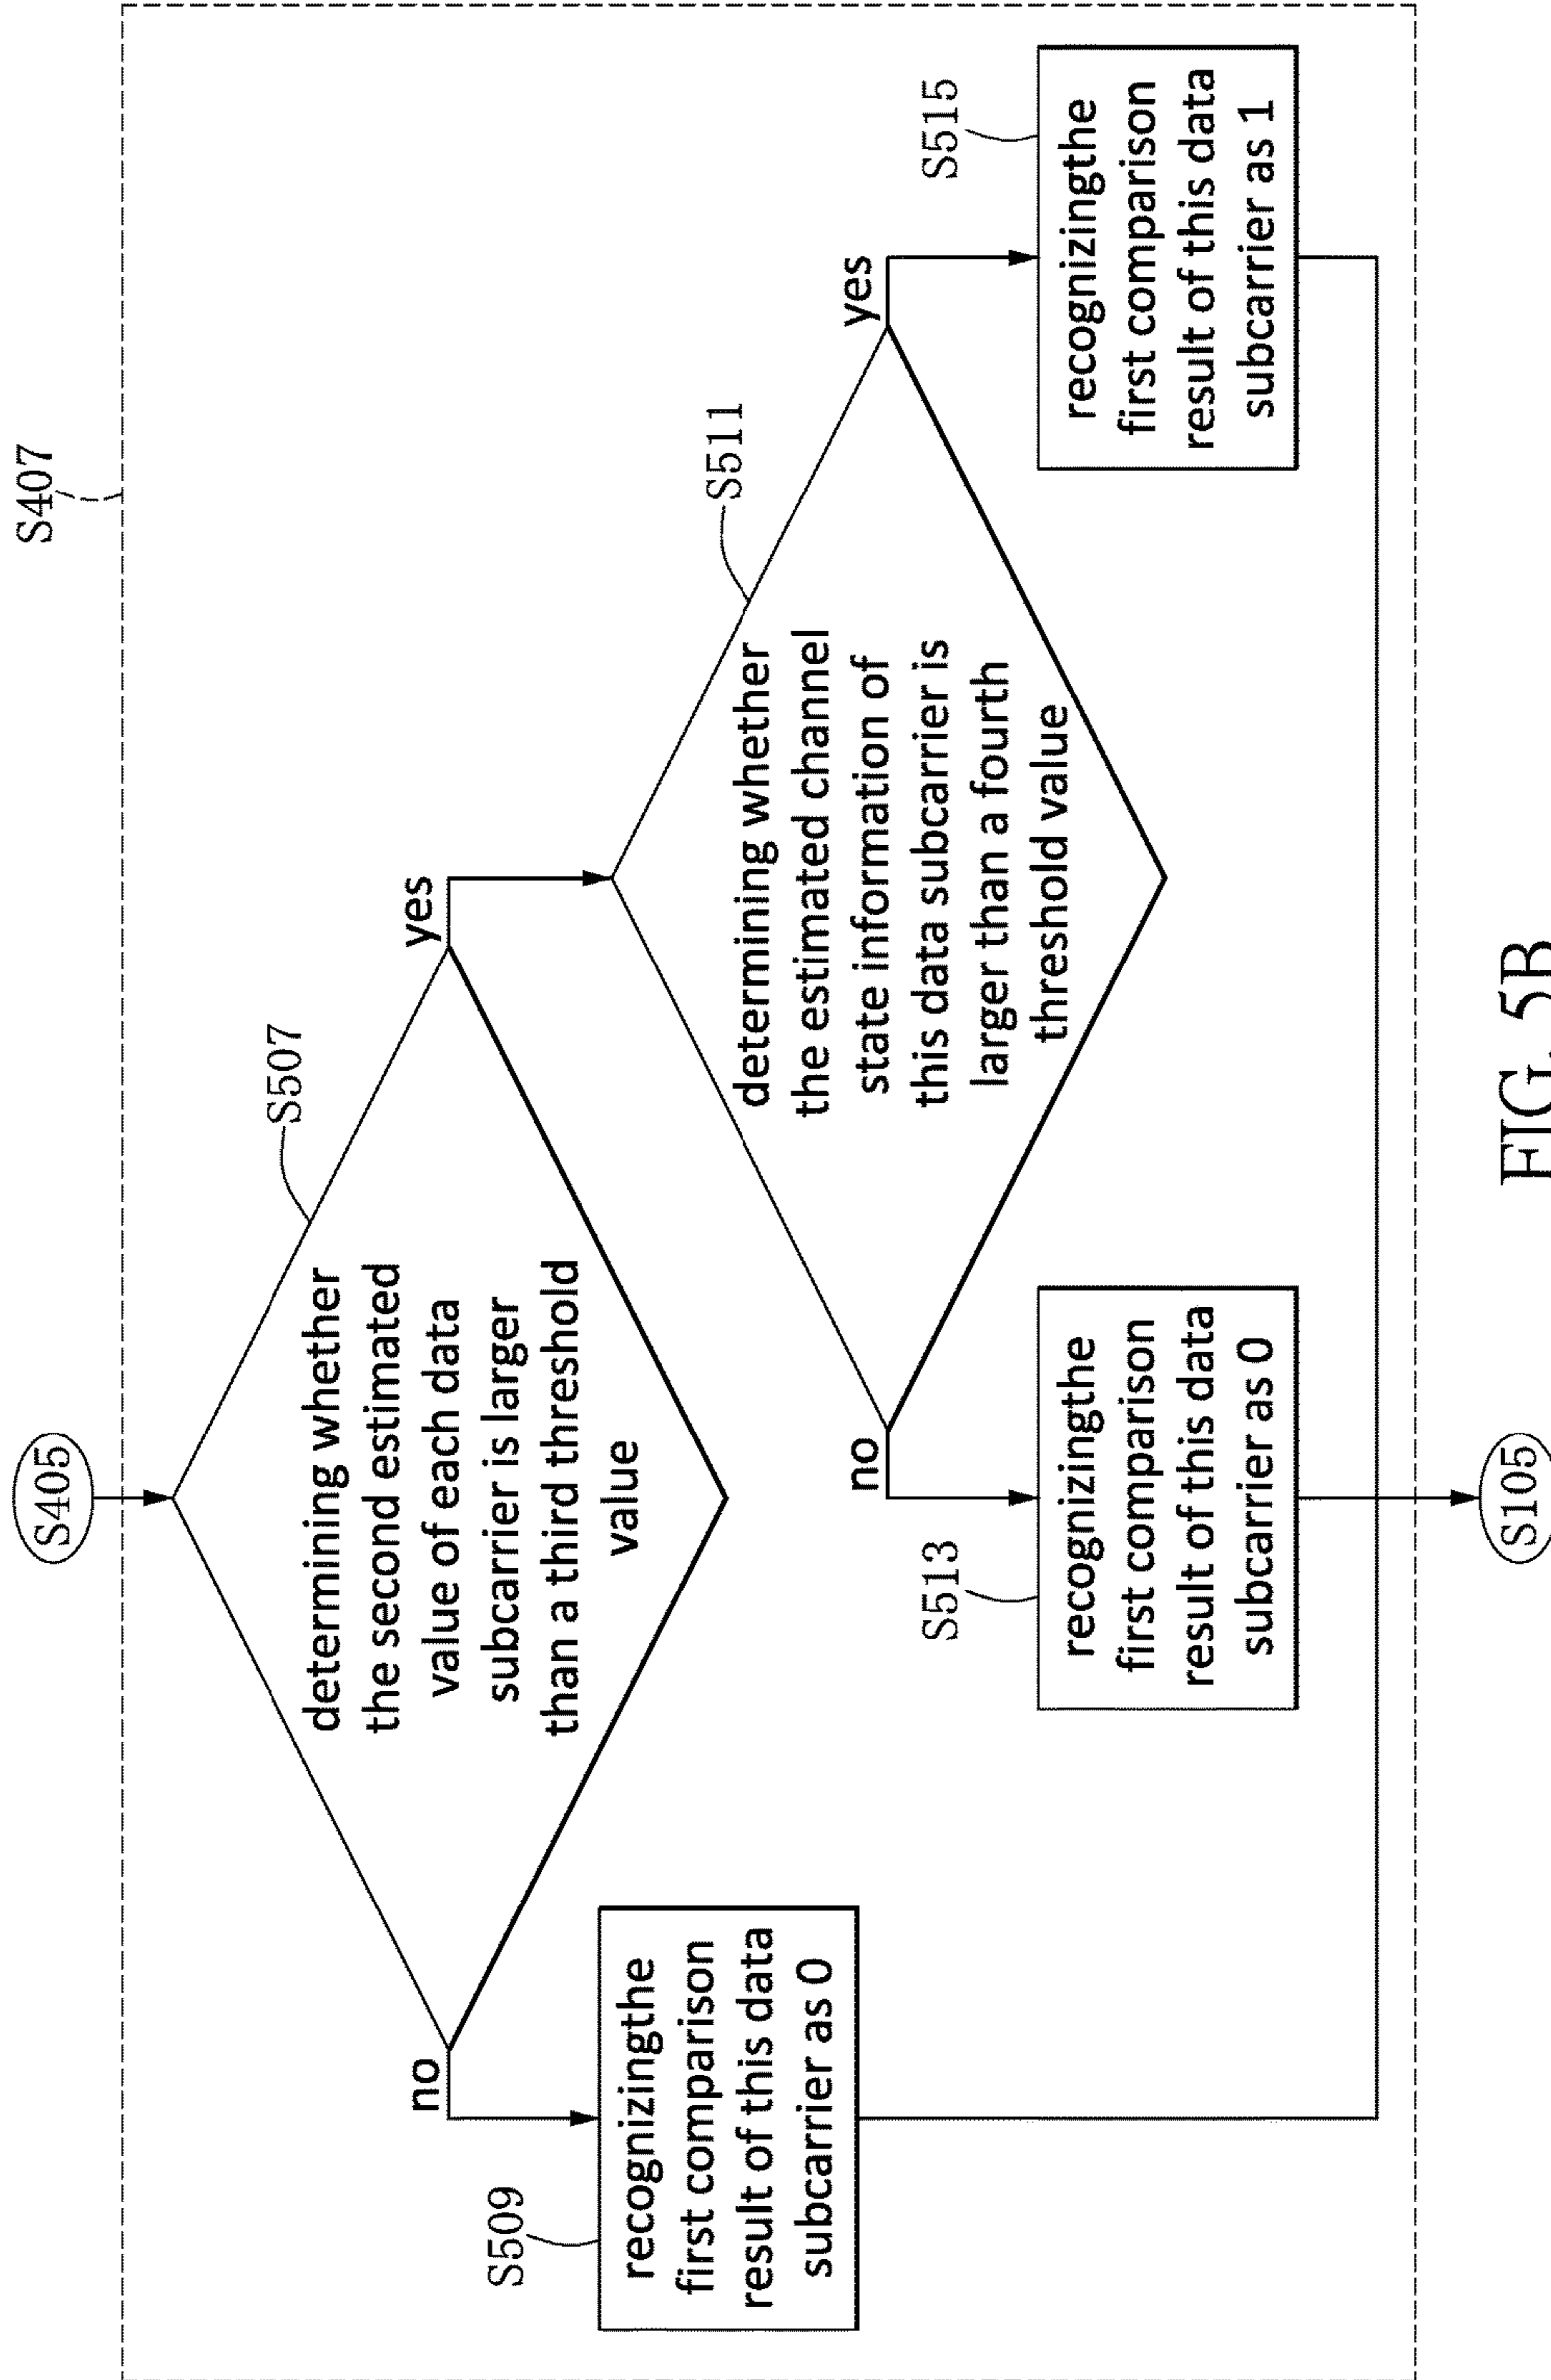 S407
S405
S507
determining whether
the second estimated
value of each data
subcarrier is larger
than a third threshold
value
no
yes
S509
recognizingthe
first comparison
result of this data
subcarrier as 0
S511
determining whether
the estimated channel
state information of
this data subcarrier is
larger than a fourth
threshold value
no
yes
S513
recognizingthe
first comparison
result of this data
subcarrier as 0
S515
recognizingthe
first comparison
result of this data
subcarrier as 1
S105
FIG. 5B